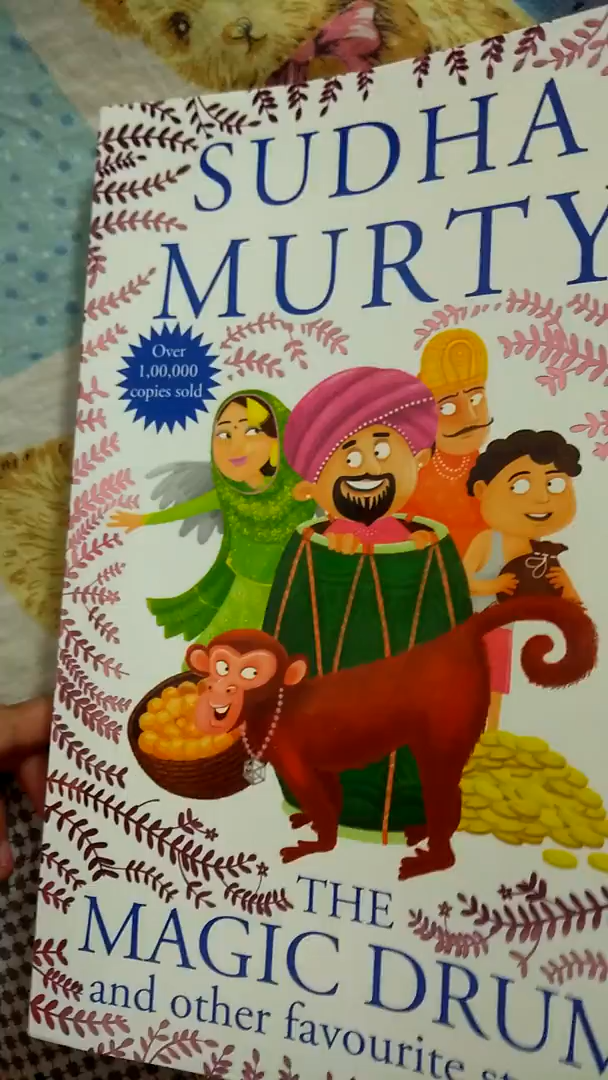 SUDHA
MURTY
Over
1,00,000
copies sold
THE
MAGIC DRUM
and other favourite